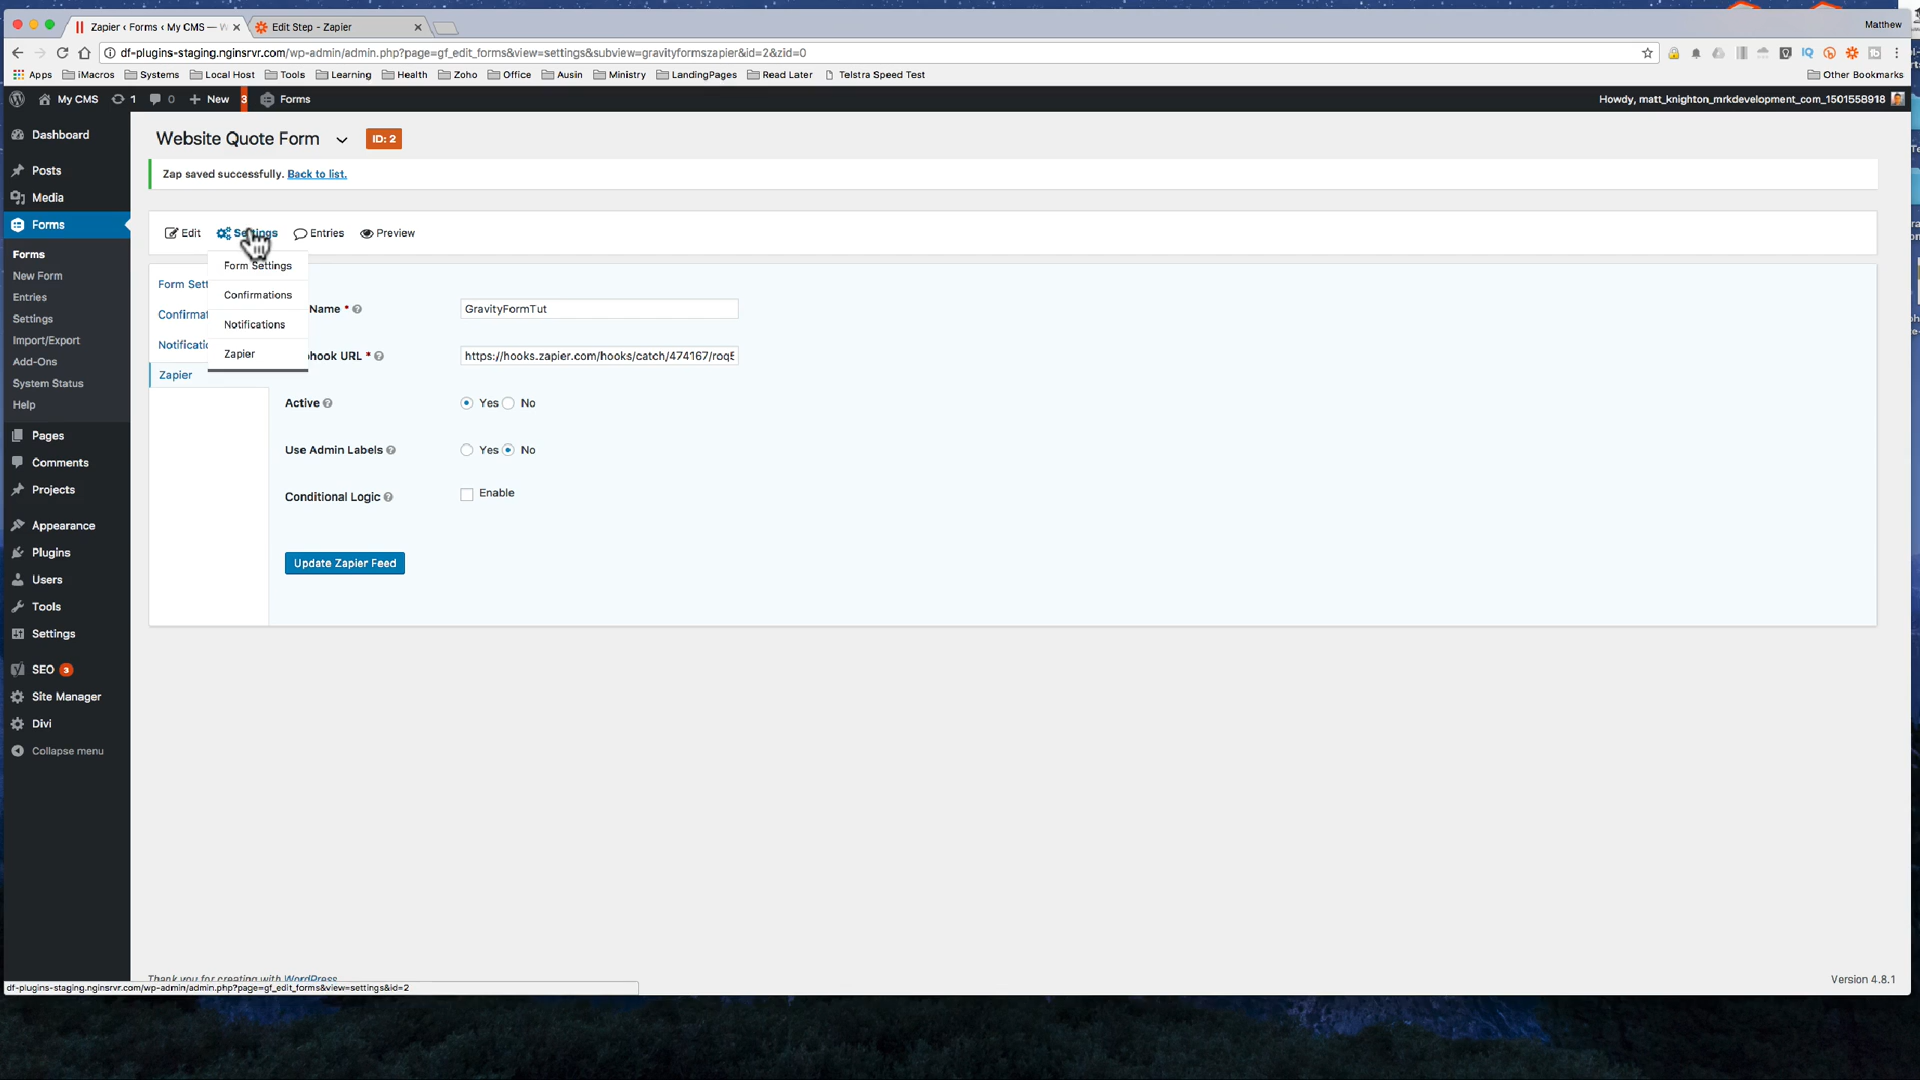 Zapier ‹ Forms ‹ My CMS — W
Edit Step - Zapier
Matthew
df-plugins-staging.nginsrvr.com/wp-admin/admin.php?page=gf_edit_forms&view=settings&subview=gravityformszapier&id=2&zid=0
Apps iMacros Systems Local Host Tools Learning Health Zoho Office Ausin Ministry LandingPages Read Later Telstra Speed Test Other Bookmarks
My CMS 1 0 New 3 Forms Howdy, matt_knighton_mrkdevelopment_com_1501558918
Dashboard
Posts
Media
Forms
Forms
New Form
Entries
Settings
Import/Export
Add-Ons
System Status
Help
Pages
Comments
Projects
Appearance
Plugins
Users
Tools
Settings
SEO 3
Site Manager
Divi
Collapse menu
Website Quote Form ID: 2
Zap saved successfully. Back to list.
Edit Settings Entries Preview
Form Settings
Confirmations
Notifications
Zapier
Form Sett
Confirmat
Notificatio
Zapier
Name * GravityFormTut
hook URL * https://hooks.zapier.com/hooks/catch/474167/roq5
Active Yes No
Use Admin Labels Yes No
Conditional Logic Enable
Update Zapier Feed
Thank you for creating with WordPress
Version 4.8.1
df-plugins-staging.nginsrvr.com/wp-admin/admin.php?page=gf_edit_forms&view=settings&id=2